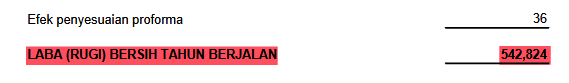 Efek penyesuaian proforma 36
LABA (RUGI) BERSIH TAHUN BERJALAN 542,824